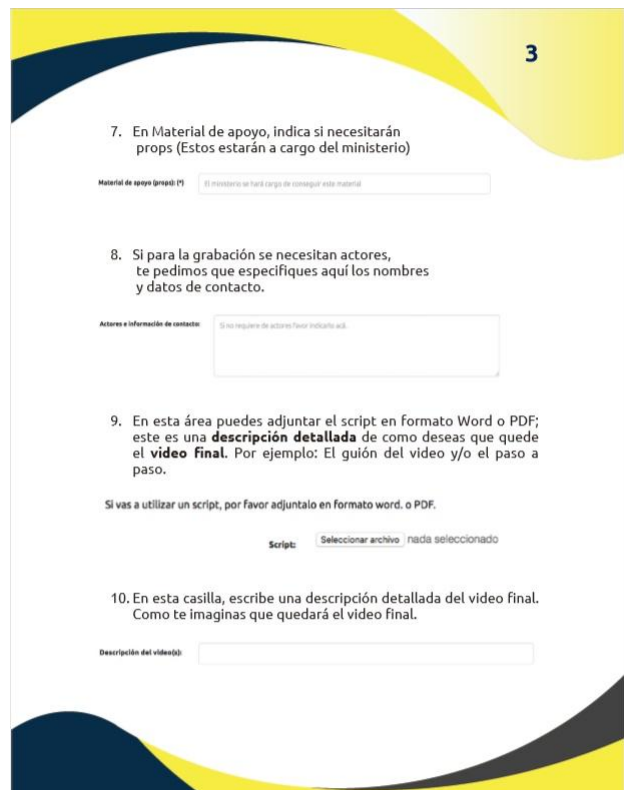 3
7. En Material de apoyo, indica si necesitarán
props (Estos estarán a cargo del ministerio)
Material de apoyo (props): (*) El ministerio se hará cargo de conseguir este material
8. Si para la grabación se necesitan actores,
te pedimos que especifiques aquí los nombres
y datos de contacto.
Actores e información de contacto: Si no requiere de actores favor indicarlo acá.
9. En esta área puedes adjuntar el script en formato Word o PDF;
este es una descripción detallada de como deseas que quede
el video final. Por ejemplo: El guión del video y/o el paso a
paso.
Si vas a utilizar un script, por favor adjuntalo en formato word. o PDF.
Script: Seleccionar archivo nada seleccionado
10. En esta casilla, escribe una descripción detallada del video final.
Como te imaginas que quedará el video final.
Descripción del video(s):